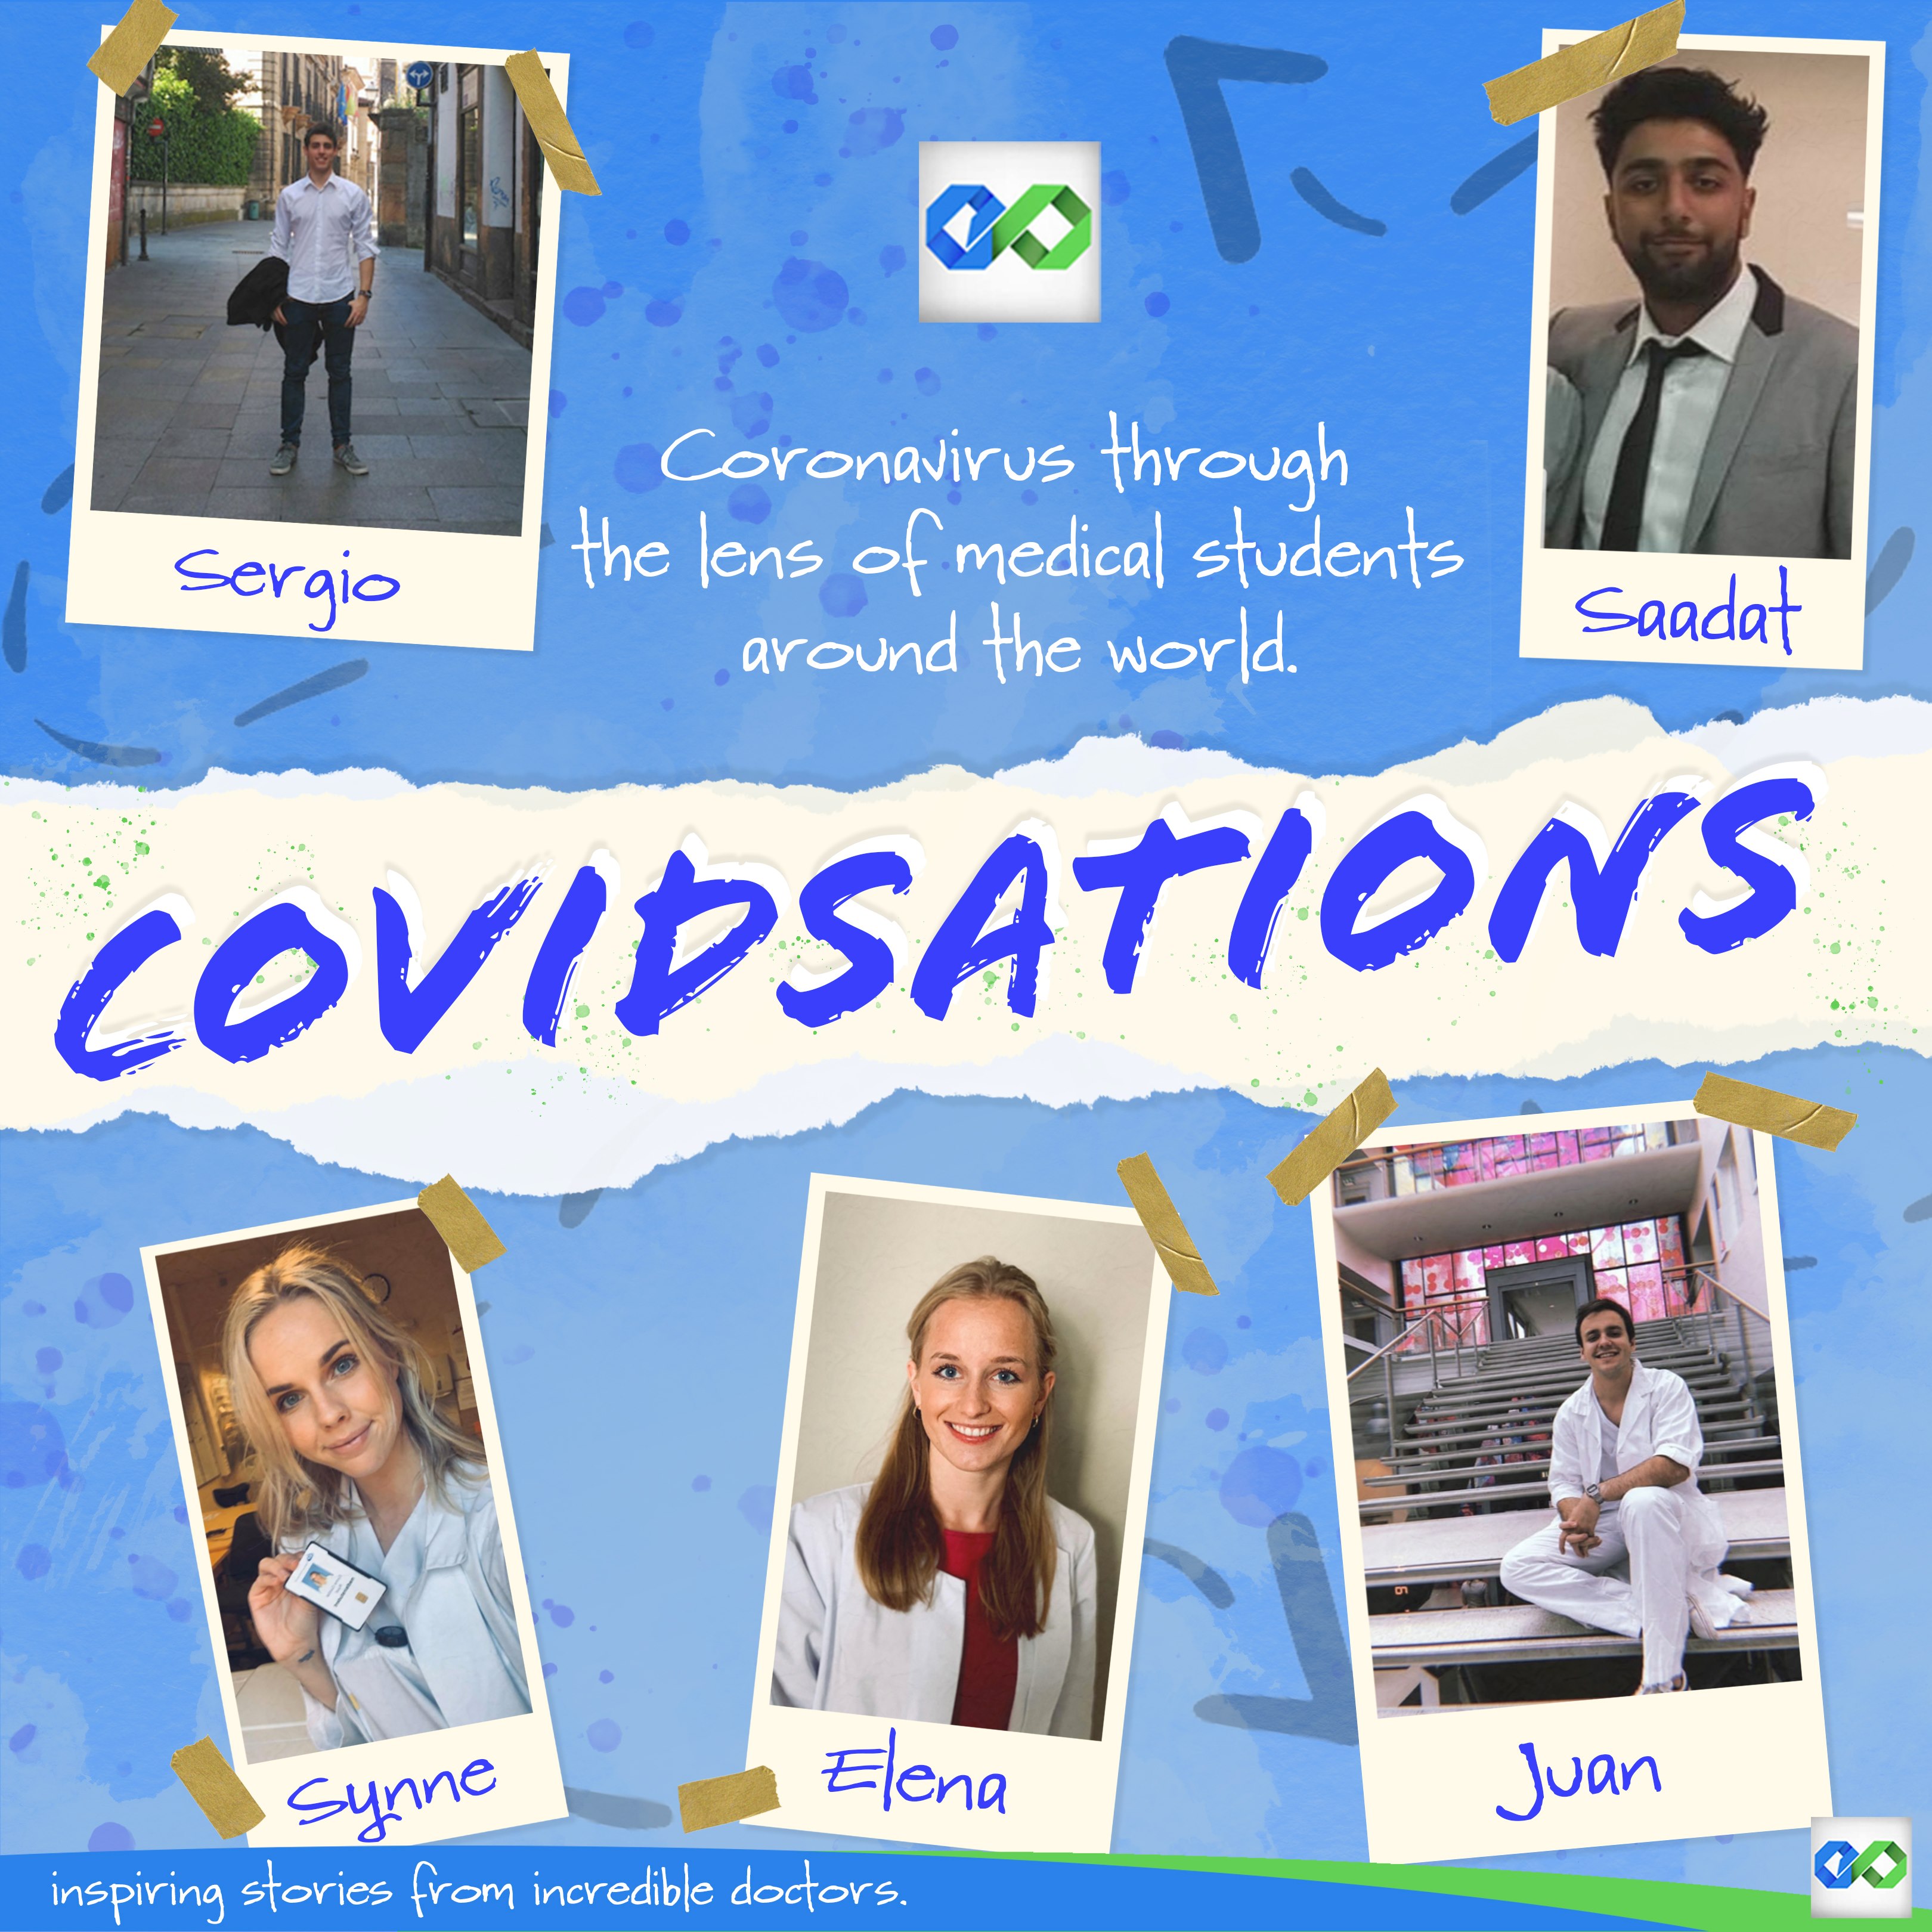 Sergio
Coronavirus through
the lens of medical students
around the world.
Saadat
COVIDSATIONS
Synne
Elena
Juan
inspiring stories from incredible doctors.